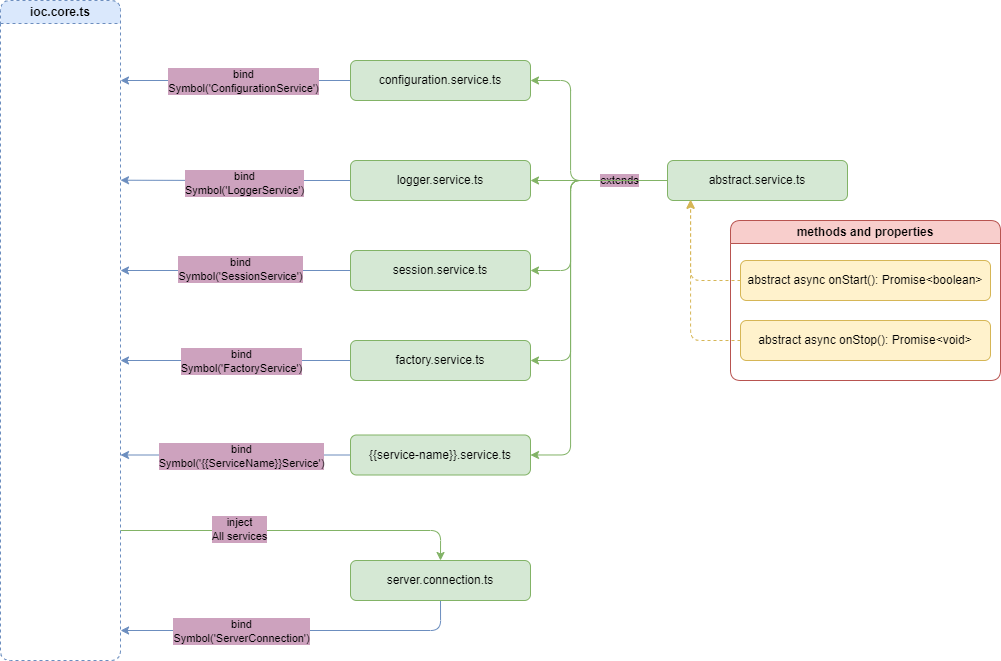 ioc.core.ts
bind
Symbol('ConfigurationService')
configuration.service.ts
bind
Symbol('LoggerService')
logger.service.ts
extends
abstract.service.ts
methods and properties
abstract async onStart(): Promise<boolean>
abstract async onStop(): Promise<void>
bind
Symbol('SessionService')
session.service.ts
bind
Symbol('FactoryService')
factory.service.ts
bind
Symbol('{{ServiceName}}Service')
{{service-name}}.service.ts
inject
All services
server.connection.ts
bind
Symbol('ServerConnection')